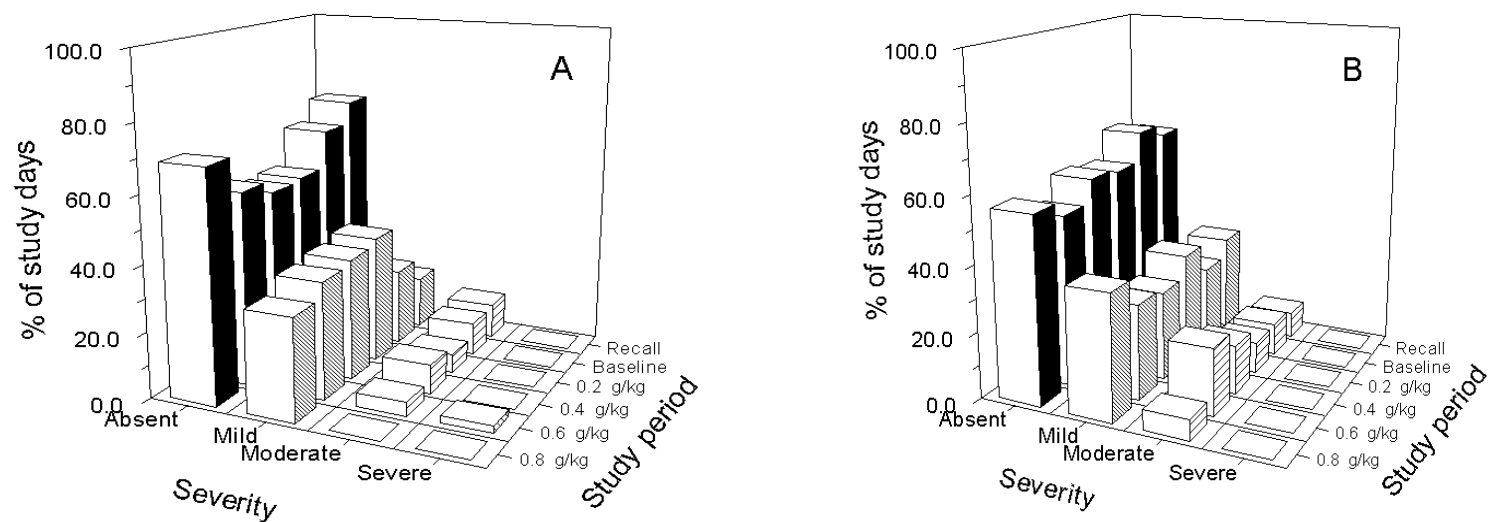 A
100.0
80.0
60.0
40.0
20.0
0.0
% of study days
Absent
Mild
Moderate
Severe
Severity
Recall
Baseline
0.2 g/kg
0.4 g/kg
0.6 g/kg
0.8 g/kg
Study period
B
100.0
80.0
60.0
40.0
20.0
0.0
% of study days
Absent
Mild
Moderate
Severe
Severity
Recall
Baseline
0.2 g/kg
0.4 g/kg
0.6 g/kg
0.8 g/kg
Study period